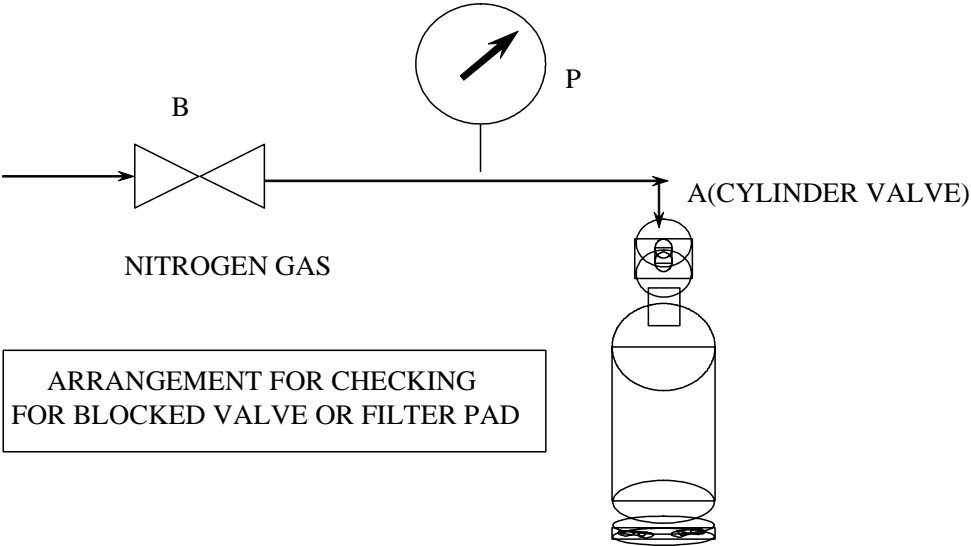 B
P
A(CYLINDER VALVE)
NITROGEN GAS
ARRANGEMENT FOR CHECKING
FOR BLOCKED VALVE OR FILTER PAD